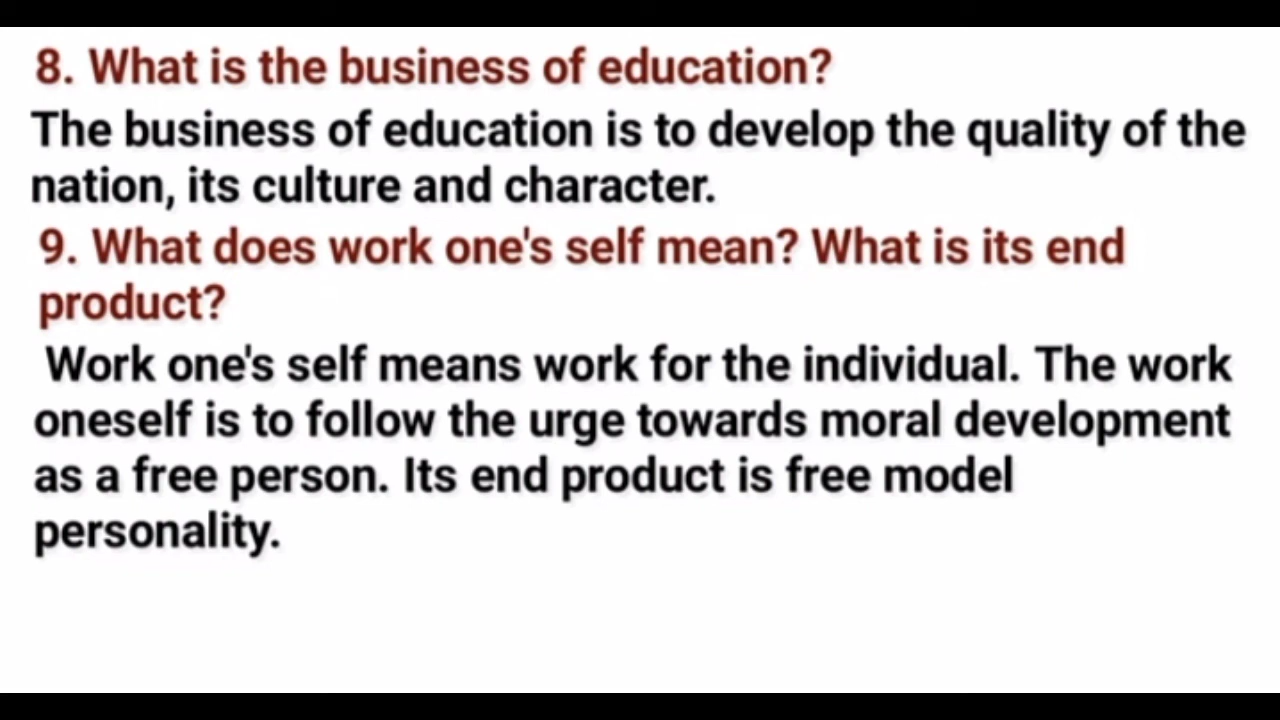 8. What is the business of education?
The business of education is to develop the quality of the
nation, its culture and character.
9. What does work one's self mean? What is its end
product?
Work one's self means work for the individual. The work
oneself is to follow the urge towards moral development
as a free person. Its end product is free model
personality.